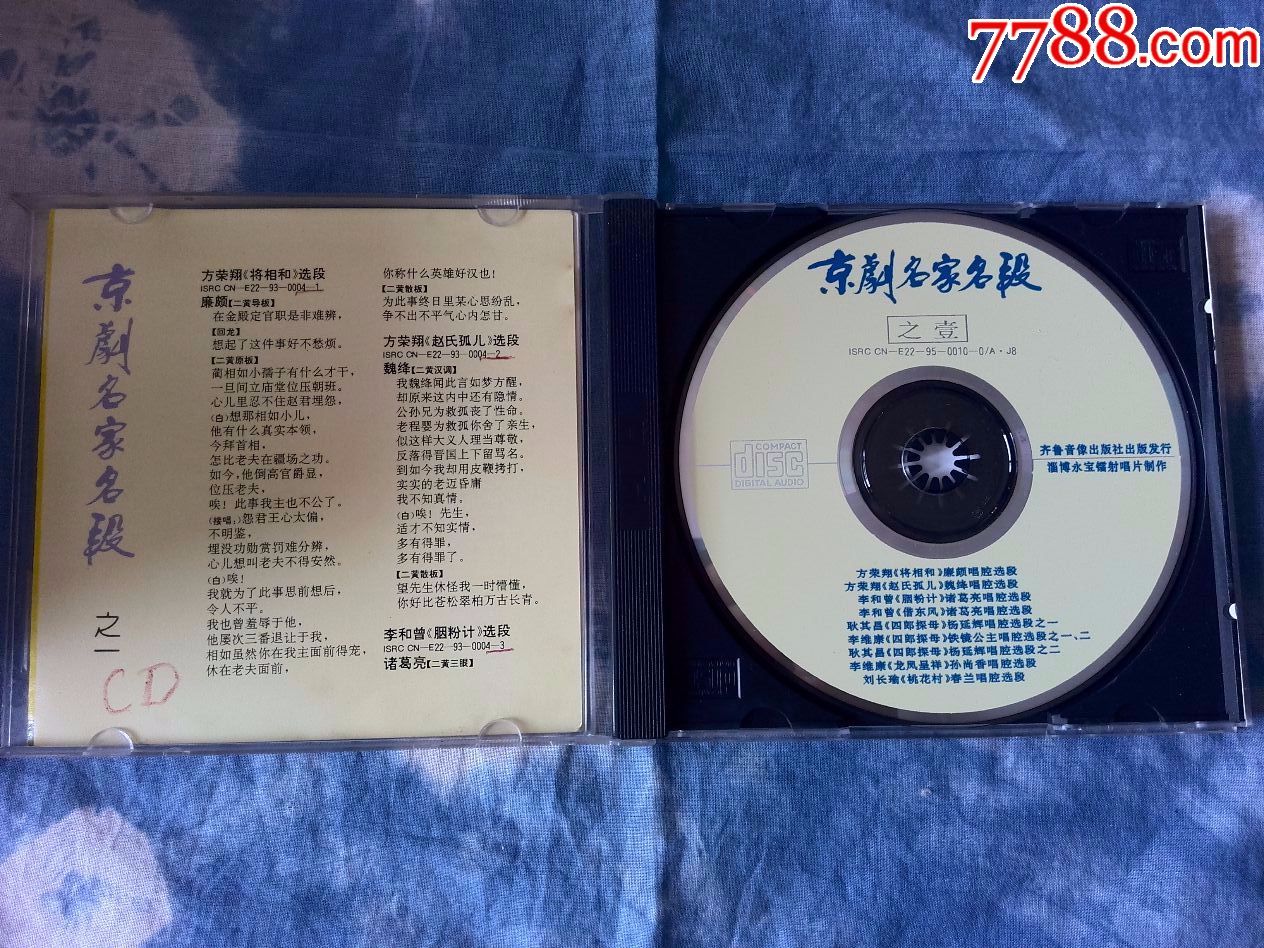 7788.com
京劇名家名段
之一
CD
方荣翔《将相和》选段
ISRC CN—E22—93—0004—1
廉颇【二黄导板】
在金殿定官职是非难辨，
【回龙】
想起了这件事好不愁烦。
【二黄原板】
蔺相如小孺子有什么才干，
一旦间立庙堂位压朝班。
心儿里忍不住赵君埋怨，
（白）想那相如小儿，
他有什么真实本领，
今拜首相，
怎比老夫在疆场之功。
如今，他倒高官爵显，
位压老夫，
唉！此事我主也不公了。
（接唱：）怨君王心太偏，
不明鉴，
埋没功勋赏罚难分辨，
心儿想叫老夫不得安然。
（白）唉！
我就为了此事思前想后，
令人不平。
我也曾羞辱于他，
他屡次三番退让于我，
相如虽然你在我主面前得宠，
休在老夫面前，
你称什么英雄好汉也！
【二黄散板】
为此事终日里某心思纷乱，
争不出不平气心内怎甘。
方荣翔《赵氏孤儿》选段
ISRC CN—E22—93—0004—2
魏绛【二黄汉调】
我魏绛闻此言如梦方醒，
却原来这内中还有隐情。
公孙兄为救孤丧了性命。
老程婴为救孤你舍了亲生，
似这样大义人理当尊敬，
反落得晋国上下留骂名。
到如今我却用皮鞭拷打，
实实的老迈昏庸
我不知真情。
（白）唉！先生，
适才不知实情，
多有得罪，
多有得罪了。
【二黄散板】
望先生休怪我一时懵懂，
你好比苍松翠柏万古长青。
李和曾《胭粉计》选段
ISRC CN—E22—93—0004—3
诸葛亮【二黄三眼】
京劇名家名段
之壹
ISRC CN—E22—95—0010—0/A·J8
COMPACT
disc
DIGITAL AUDIO
齐鲁音像出版社出版发行
淄博永宝镭射唱片制作
方荣翔《将相和》廉颇唱腔选段
方荣翔《赵氏孤儿》魏绛唱腔选段
李和曾《胭粉计》诸葛亮唱腔选段
李和曾《借东风》诸葛亮唱腔选段
耿其昌《四郎探母》杨延辉唱腔选段之一
李维康《四郎探母》铁镜公主唱腔选段之一、二
耿其昌《四郎探母》杨延辉唱腔选段之二
李维康《龙凤呈祥》孙尚香唱腔选段
刘长瑜《桃花村》春兰唱腔选段